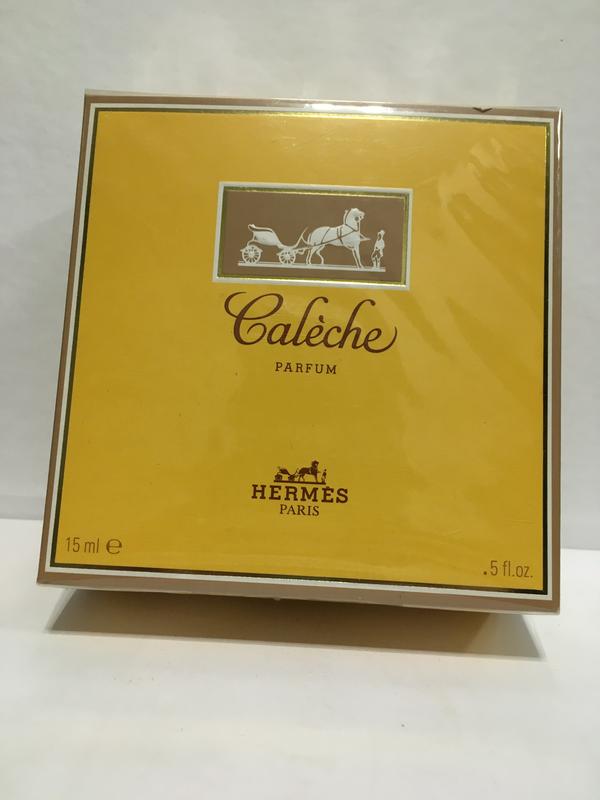 Calèche
PARFUM
HERMÈS
PARIS
15 ml ℮
.5 fl.oz.